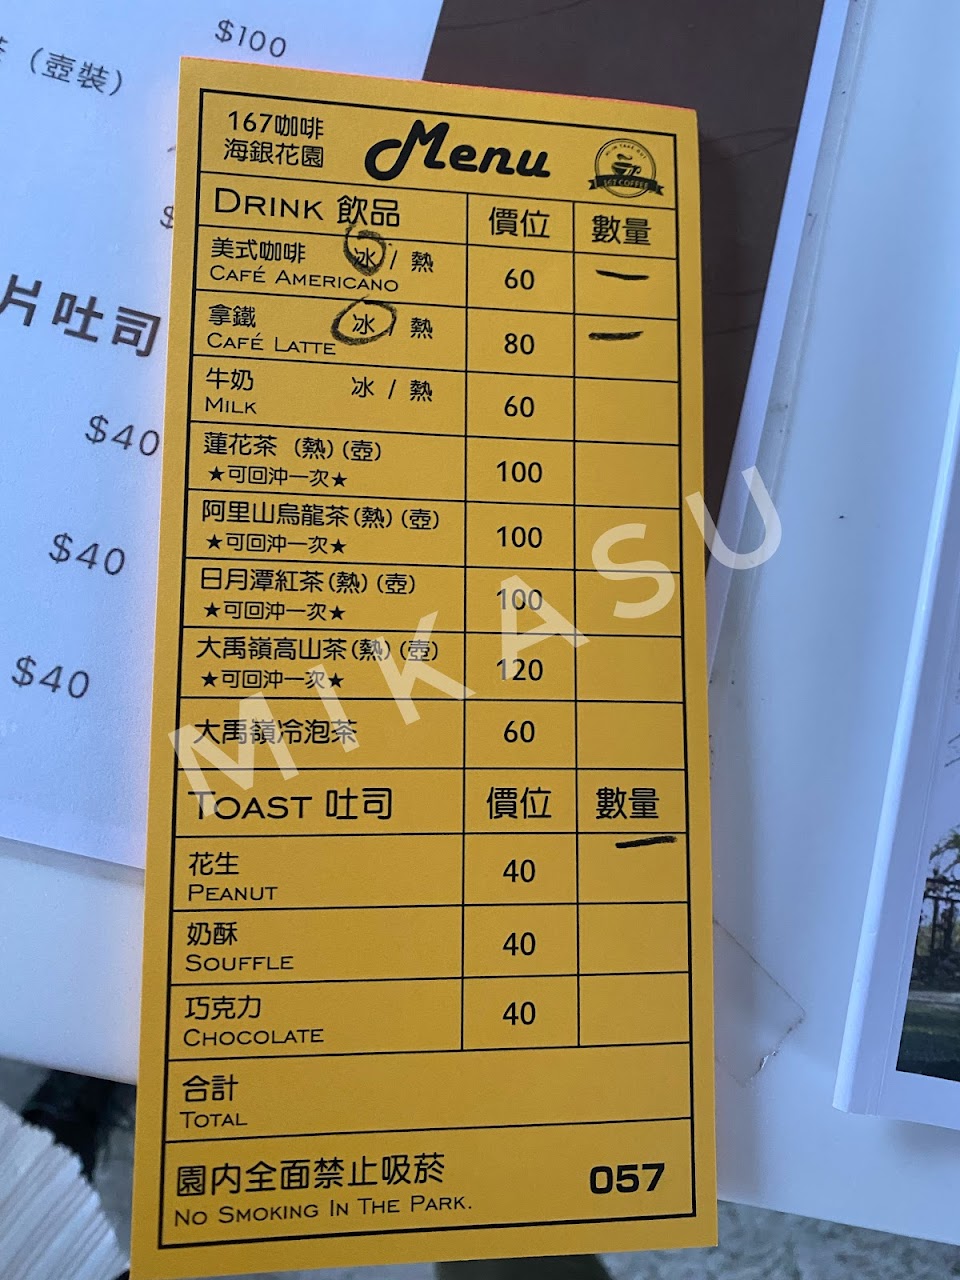 $100
（壺裝）
片吐司
$40
$40
$40
167咖啡
海銀花園
Menu
167 COFFEE
DRINK 飲品 價位 數量
美式咖啡 冰 / 熱
CAFÉ AMERICANO 60 一
拿鐵 冰 / 熱
CAFÉ LATTE 80 一
牛奶 冰 / 熱
MILK 60
蓮花茶 (熱) (壺)
★可回沖一次★ 100
阿里山烏龍茶(熱) (壺)
★可回沖一次★ 100
日月潭紅茶(熱) (壺)
★可回沖一次★ 100
大禹嶺高山茶(熱) (壺)
★可回沖一次★ 120
大禹嶺冷泡茶 60
TOAST 吐司 價位 數量
花生
PEANUT 40 一
奶酥
SOUFFLE 40
巧克力
CHOCOLATE 40
合計
TOTAL
園內全面禁止吸菸
NO SMOKING IN THE PARK.
057
MIKASU